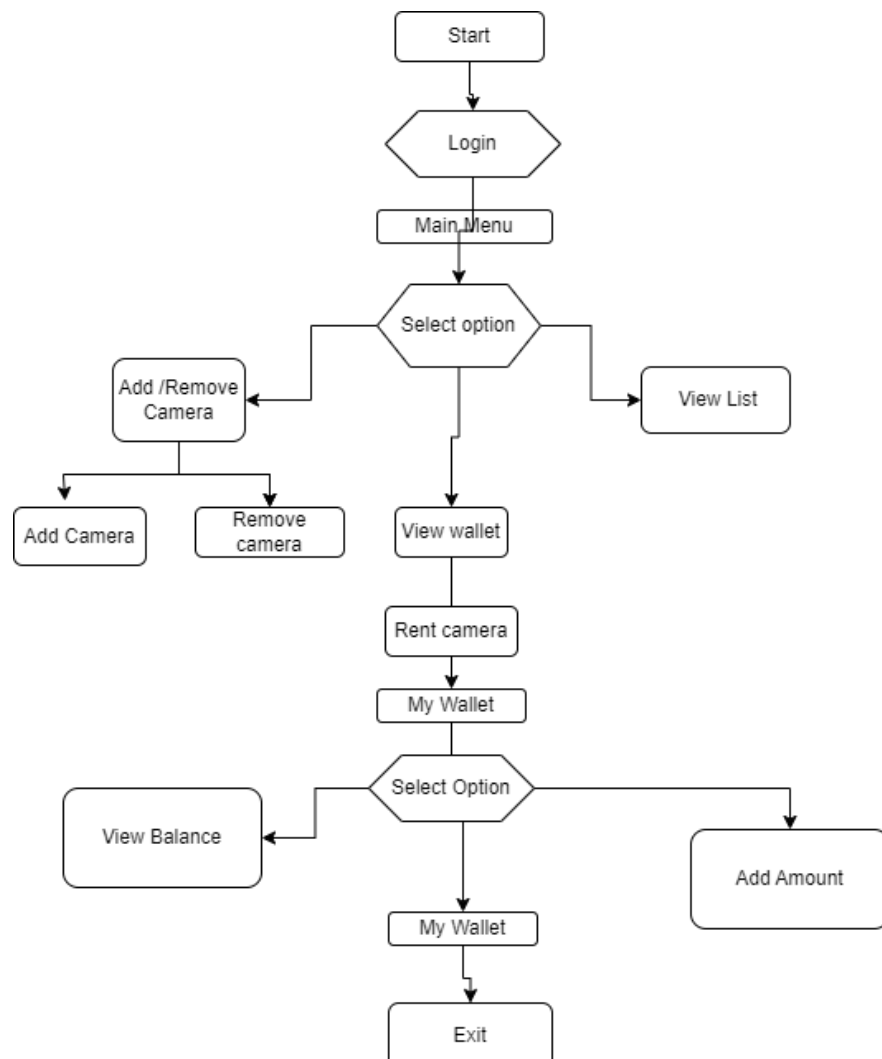 Start
Login
Main Menu
Select option
Add /Remove
Camera
View List
Add Camera
Remove
camera
View wallet
Rent camera
My Wallet
Select Option
View Balance
Add Amount
My Wallet
Exit